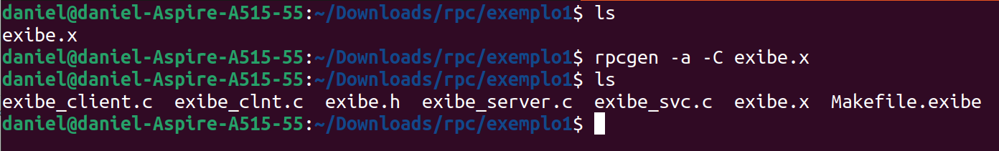 daniel@daniel-Aspire-A515-55:~/Downloads/rpc/exemplo1$ ls
exibe.x
daniel@daniel-Aspire-A515-55:~/Downloads/rpc/exemplo1$ rpcgen -a -C exibe.x
daniel@daniel-Aspire-A515-55:~/Downloads/rpc/exemplo1$ ls
exibe_client.c  exibe_clnt.c  exibe.h  exibe_server.c  exibe_svc.c  exibe.x  Makefile.exibe
daniel@daniel-Aspire-A515-55:~/Downloads/rpc/exemplo1$